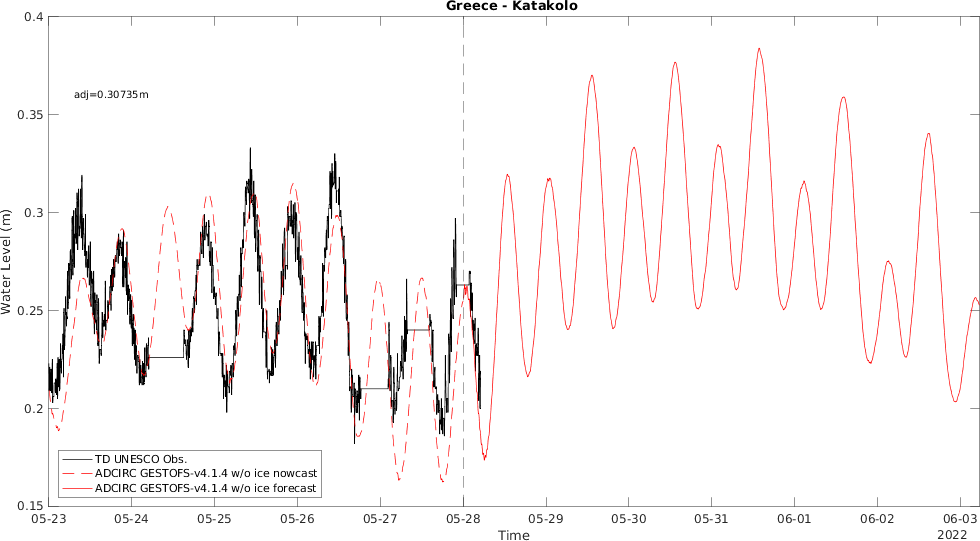 Greece - Katakolo
0.4
0.35
0.3
0.25
0.2
0.15
Water Level (m)
adj=0.30735m
TD UNESCO Obs.
ADCIRC GESTOFS-v4.1.4 w/o ice nowcast
ADCIRC GESTOFS-v4.1.4 w/o ice forecast
05-23 05-24 05-25 05-26 05-27 05-28 05-29 05-30 05-31 06-01 06-02 06-03
Time
2022